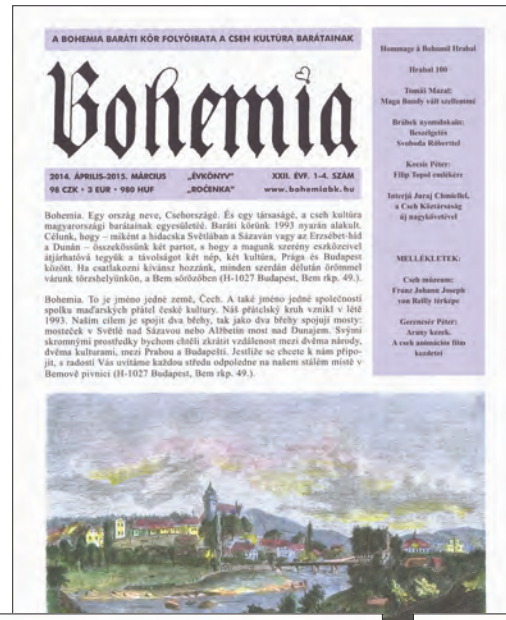 A BOHEMIA BARÁTI KÖR FOLYÓIRATA A CSEH KULTÚRA BARÁTAINAK
Bohemia
2014. ÁPRILIS-2015. MÁRCIUS „ÉVKÖNYV” XXII. ÉVF. 1–4. SZÁM
98 CZK • 3 EUR • 980 HUF „ROČENKA” www.bohemiabk.hu
Bohemia. Egy ország neve, Csehországé. És egy társaságé, a cseh kultúra
magyarországi barátainak egyesületéé. Baráti körünk 1993 nyarán alakult.
Célunk, hogy – miként a hidacska Světlában a Sázaván vagy az Erzsébet-híd
a Dunán – összekössünk két partot, s hogy a magunk szerény eszközeivel
átjárhatóvá tegyük a távolságot két nép, két kultúra, Prága és Budapest
között. Ha csatlakozni kívánsz hozzánk, minden szerdán délután örömmel
várunk törzshelyünkön, a Bem sörözőben (H-1027 Budapest, Bem rkp. 49.).
Bohemia. To je jméno jedné země, Čech. A také jméno jedné společnosti
spolku maďarských přátel české kultury. Náš přátelský kruh vznikl v létě
1993. Naším cílem je spojit dva břehy, tak jako dva břehy spojují mosty:
mosteček v Světlé nad Sázavou nebo Alžbětin most nad Dunajem. Svými
skromnými prostředky bychom chtěli zkrátit vzdálenost mezi dvěma národy,
dvěma kulturami, mezi Prahou a Budapeští. Jestliže se chcete k nám připo-
jit, s radostí Vás uvítáme každou středu odpoledne na našem stálém místě v
Bemově pivnici (H-1027 Budapest, Bem rkp. 49.).
Hommage à Bohumil Hrabal
Hrabal 100
Tomáš Mazal:
Maga Bandy vált szellemmé
Brábek nyomdokain:
Beszélgetés
Svoboda Róberttel
Kocsis Péter:
Filip Topol emlékére
Interjú Juraj Chmiellel,
a Cseh Köztársaság
új nagykövetével
MELLÉKLETEK:
Cseh múzeum:
Franz Johann Joseph
von Reilly térképe
Gerencsér Péter:
Arany kezek.
A cseh animációs film
kezdetei